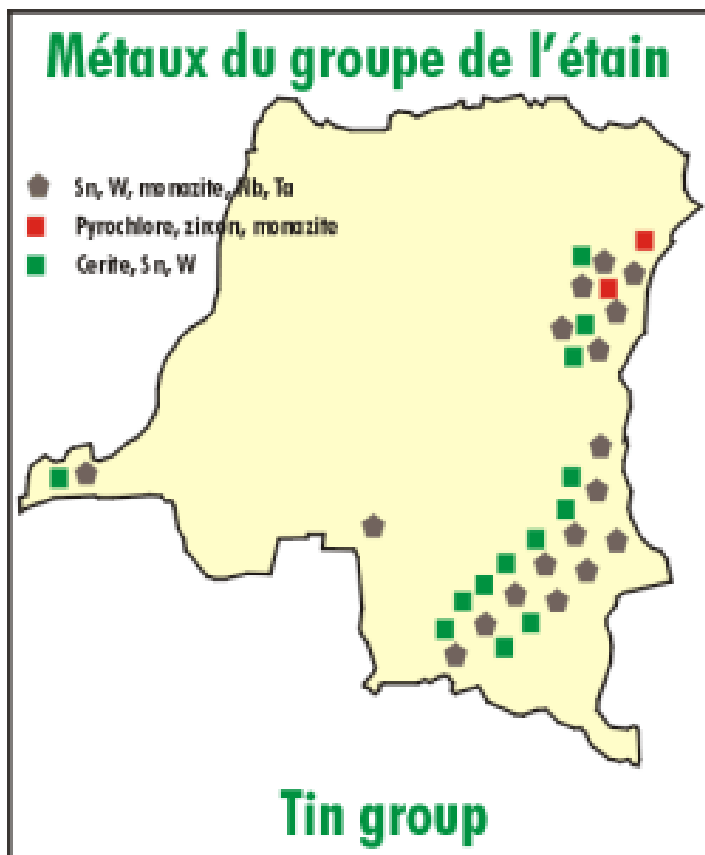 Métaux du groupe de l'étain
Sn, W, monazite, Nb, Ta
Pyrochlore, zircon, monazite
Cerite, Sn, W
Tin group